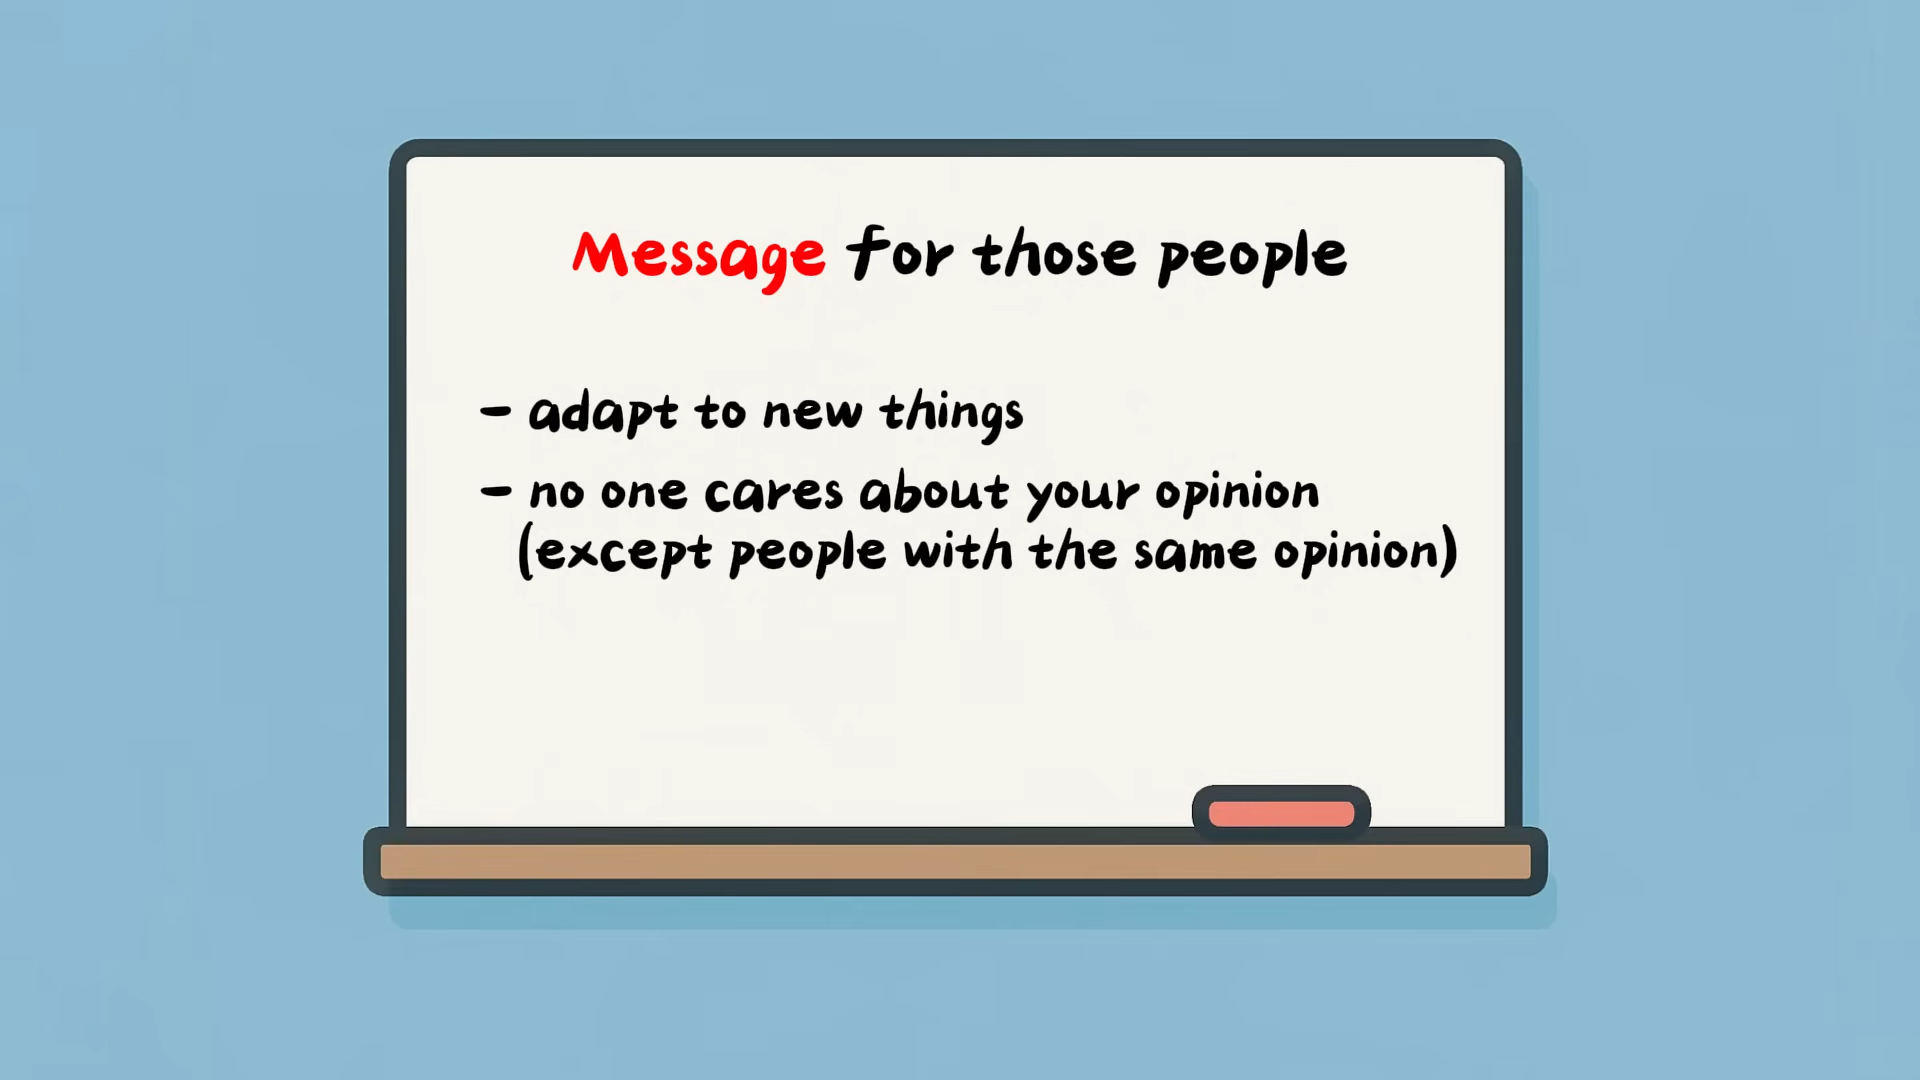 Message for those people
- adapt to new things
- no one cares about your opinion
(except people with the same opinion)